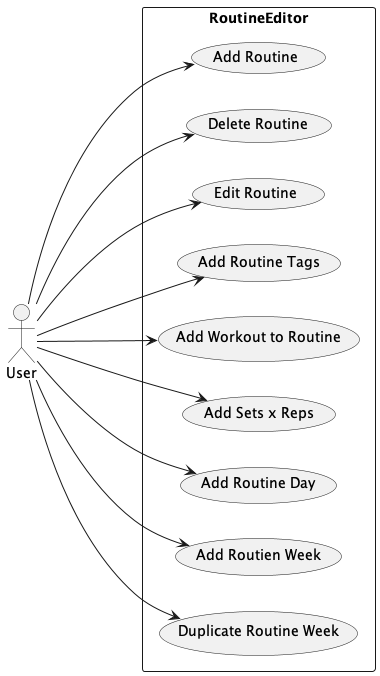 RoutineEditor
Add Routine
Delete Routine
Edit Routine
Add Routine Tags
Add Workout to Routine
User
Add Sets x Reps
Add Routine Day
Add Routien Week
Duplicate Routine Week